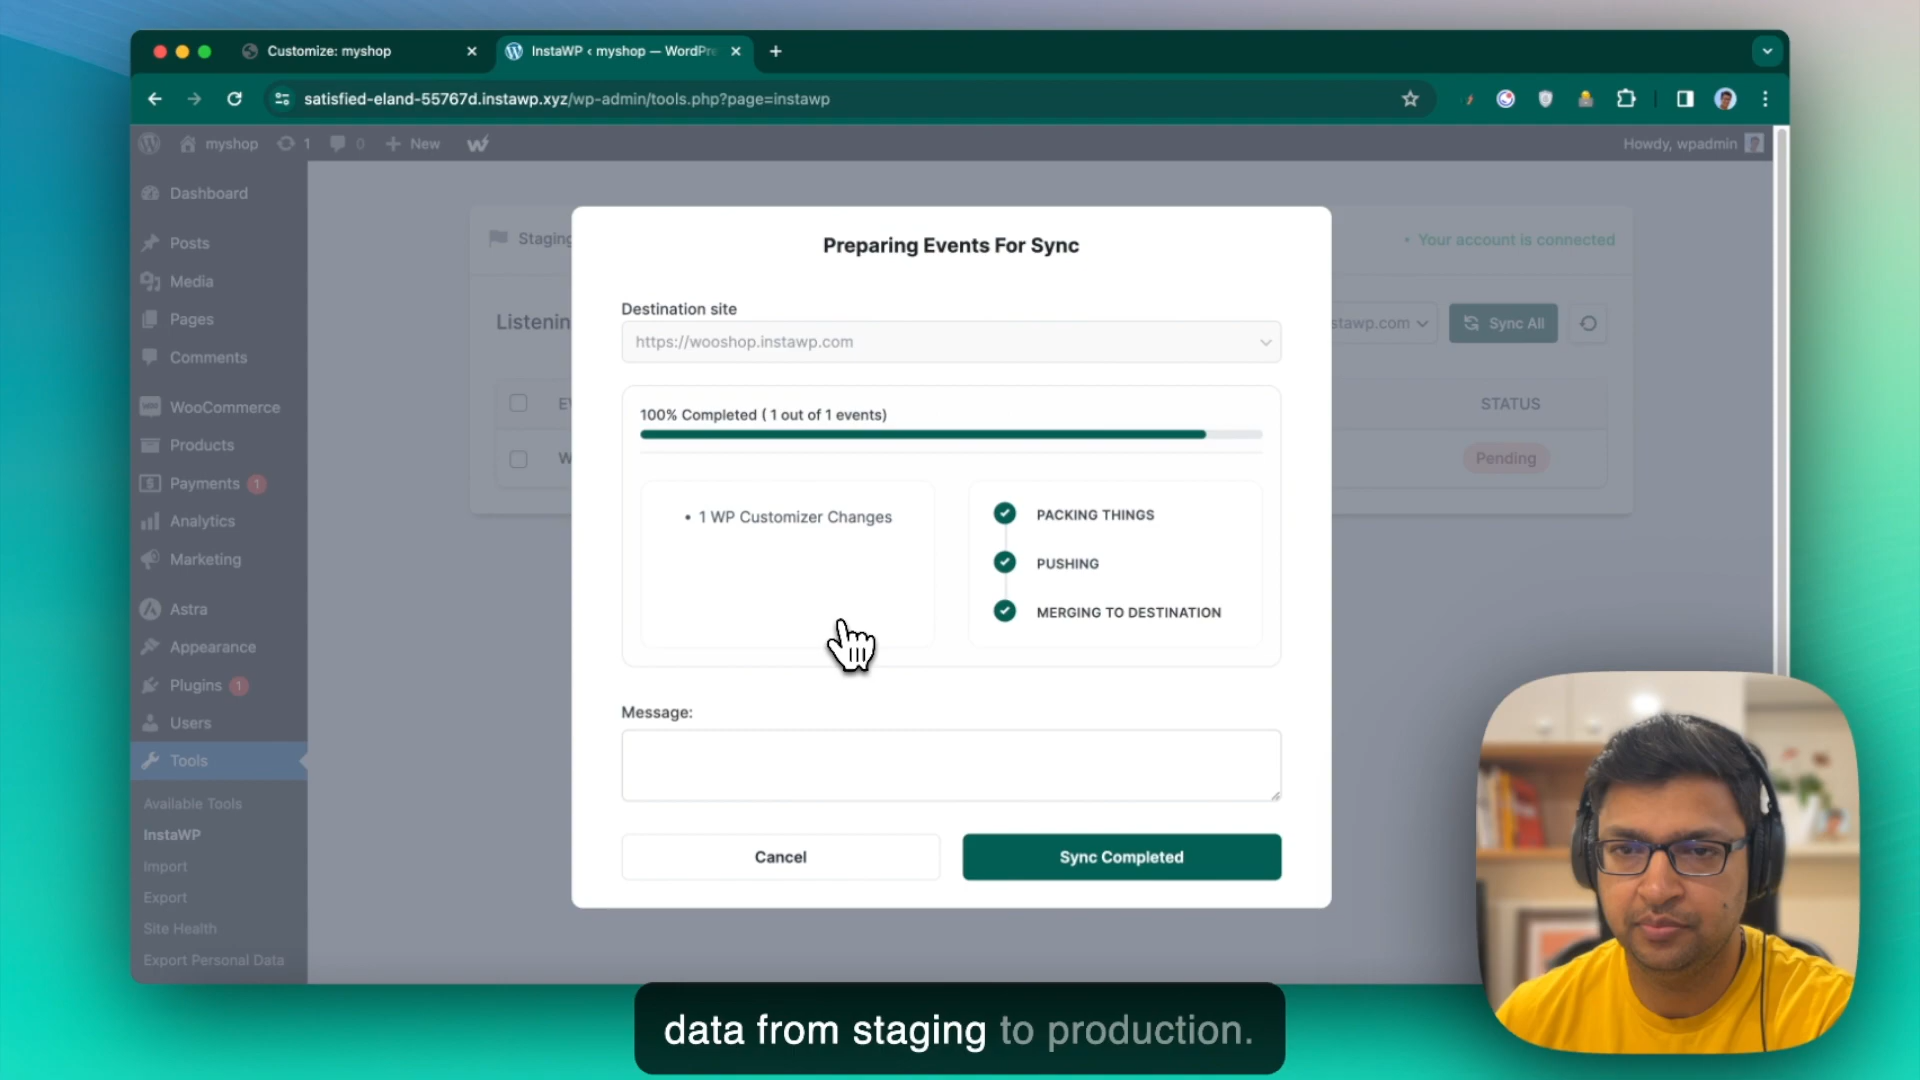 Customize: myshop
InstaWP ‹ myshop — WordPre
satisfied-eland-55767d.instawp.xyz/wp-admin/tools.php?page=instawp
myshop
1
0
New
Howdy, wpadmin
Dashboard
Posts
Media
Pages
Comments
WooCommerce
Products
Payments 1
Analytics
Marketing
Astra
Appearance
Plugins 1
Users
Tools
Available Tools
InstaWP
Import
Export
Site Health
Export Personal Data
Staging
• Your account is connected
Listenin
stawp.com
Sync All
STATUS
Pending
Preparing Events For Sync
Destination site
https://wooshop.instawp.com
100% Completed ( 1 out of 1 events)
• 1 WP Customizer Changes
PACKING THINGS
PUSHING
MERGING TO DESTINATION
Message:
Cancel
Sync Completed
data from staging to production.